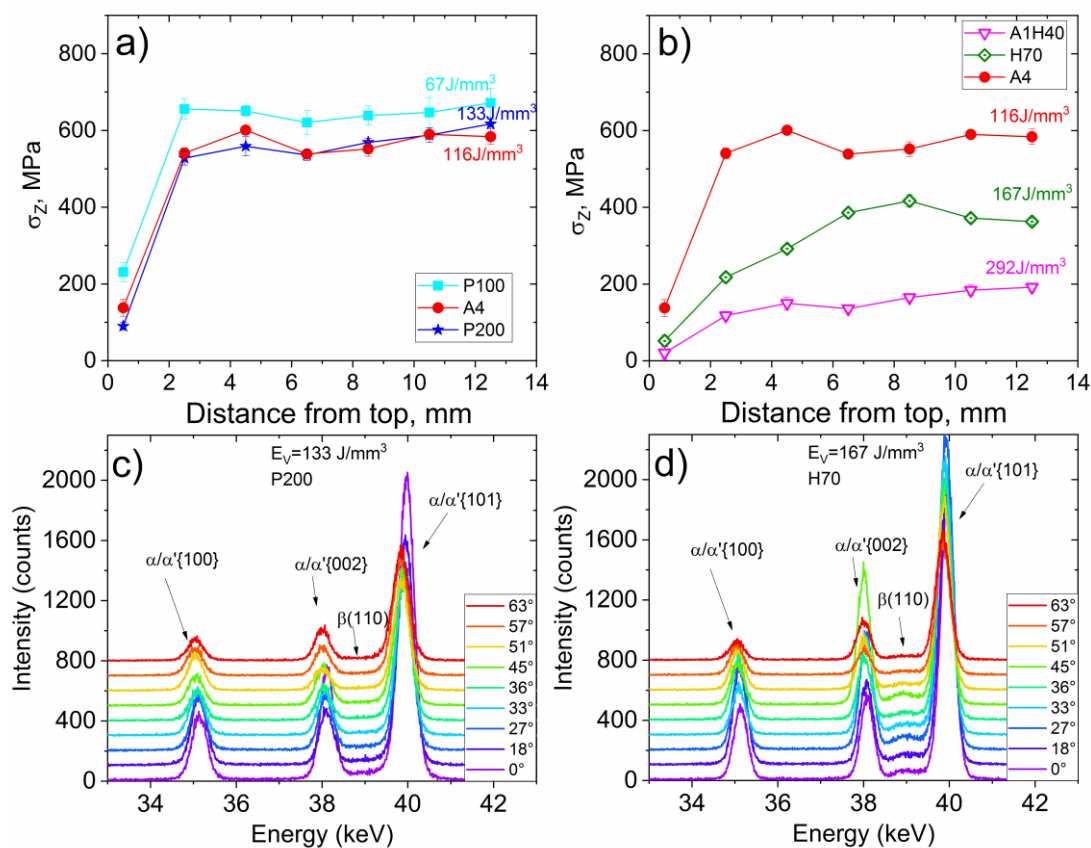 a)
800
600
400
200
0
σ_Z, MPa
67J/mm³
133J/mm³
116J/mm³
P100
A4
P200
0 2 4 6 8 10 12 14
Distance from top, mm
b)
800
600
400
200
0
σ_Z, MPa
A1H40
H70
A4
116J/mm³
167J/mm³
292J/mm³
0 2 4 6 8 10 12 14
Distance from top, mm
c)
E_V=133 J/mm³
P200
2000
1600
1200
800
400
0
Intensity (counts)
α/α'{100}
α/α'{002}
β(110)
α/α'{101}
63°
57°
51°
45°
36°
33°
27°
18°
0°
34 36 38 40 42
Energy (keV)
d)
E_V=167 J/mm³
H70
2000
1600
1200
800
400
0
Intensity (counts)
α/α'{100}
α/α'{002}
β(110)
α/α'{101}
63°
57°
51°
45°
36°
33°
27°
18°
0°
34 36 38 40 42
Energy (keV)